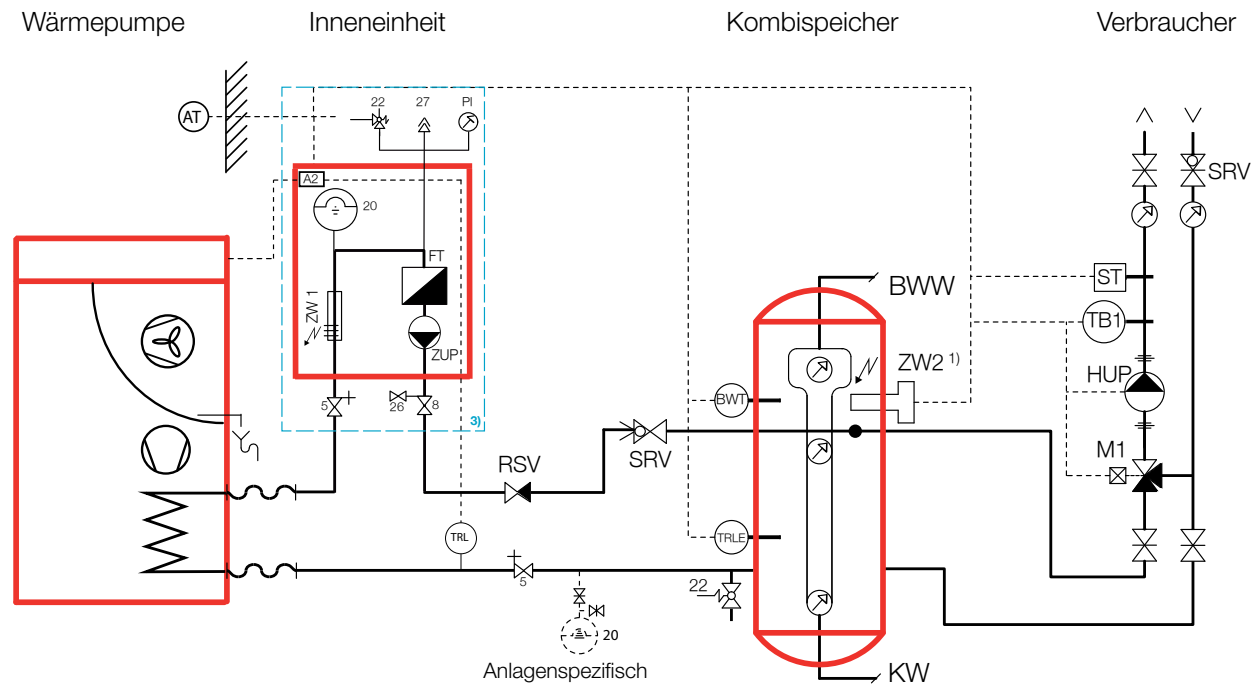 Wärmepumpe
Inneneinheit
Kombispeicher
Verbraucher
AT
22
27
PI
A2
20
FT
ZW 1
ZUP
5
26
8
3)
RSV
SRV
TRL
5
20
Anlagenspezifisch
BWW
ZW2 1)
BWT
TRLE
22
KW
SRV
ST
TB1
HUP
M1